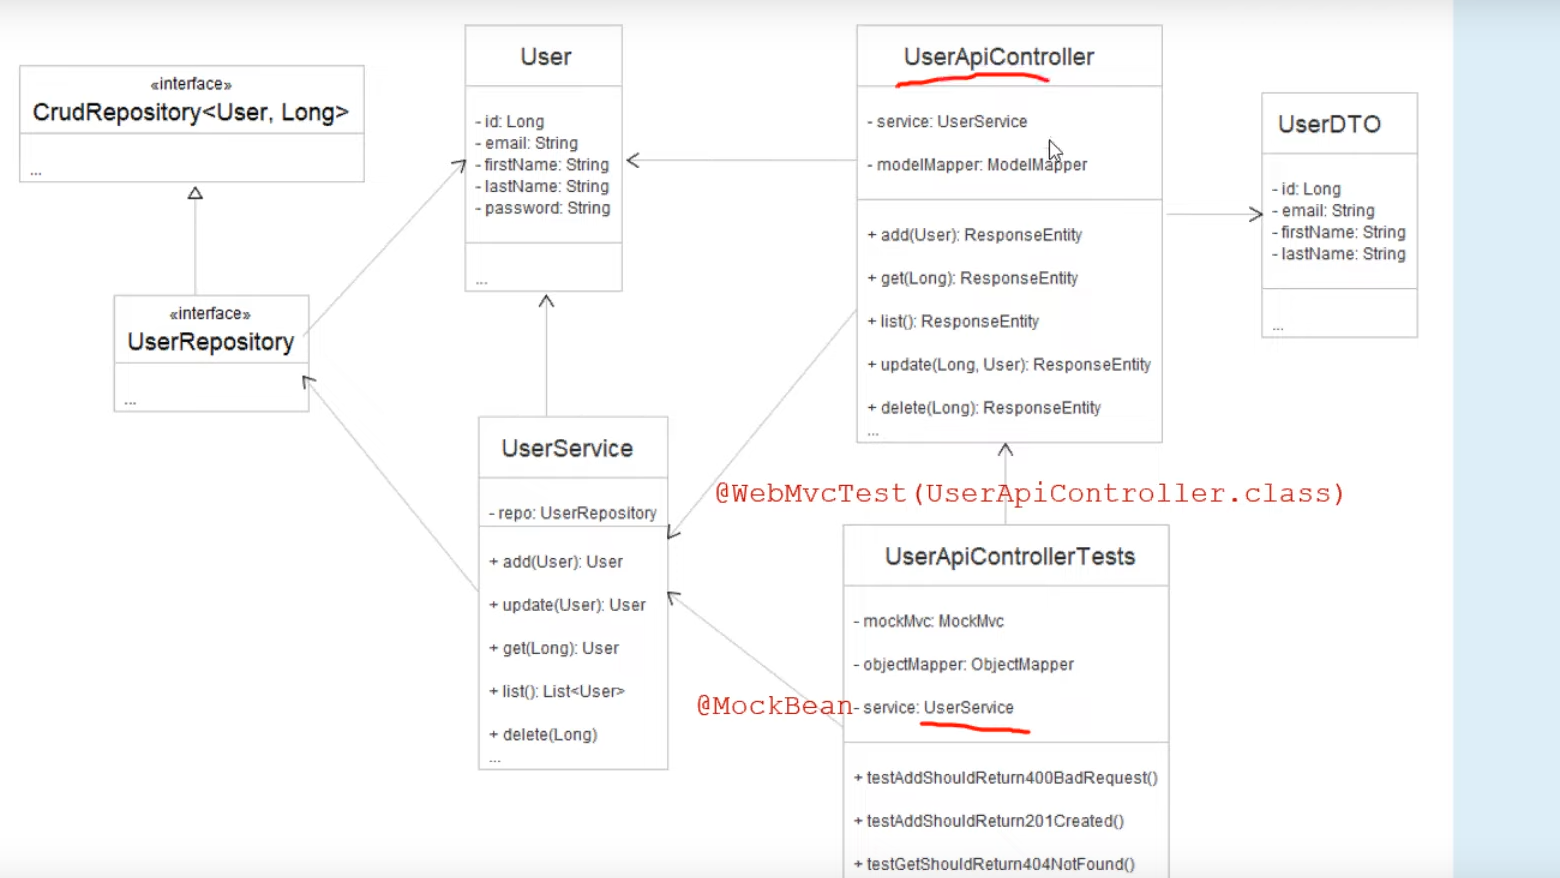 «interface»
CrudRepository<User, Long>
...
«interface»
UserRepository
...
User
- id: Long
- email: String
- firstName: String
- lastName: String
- password: String
...
UserService
- repo: UserRepository
+ add(User): User
+ update(User): User
+ get(Long): User
+ list(): List<User>
+ delete(Long)
...
UserApiController
- service: UserService
- modelMapper: ModelMapper
+ add(User): ResponseEntity
+ get(Long): ResponseEntity
+ list(): ResponseEntity
+ update(Long, User): ResponseEntity
+ delete(Long): ResponseEntity
...
UserDTO
- id: Long
- email: String
- firstName: String
- lastName: String
...
@WebMvcTest(UserApiController.class)
UserApiControllerTests
- mockMvc: MockMvc
- objectMapper: ObjectMapper
@MockBean - service: UserService
+ testAddShouldReturn400BadRequest()
+ testAddShouldReturn201Created()
+ testGetShouldReturn404NotFound()